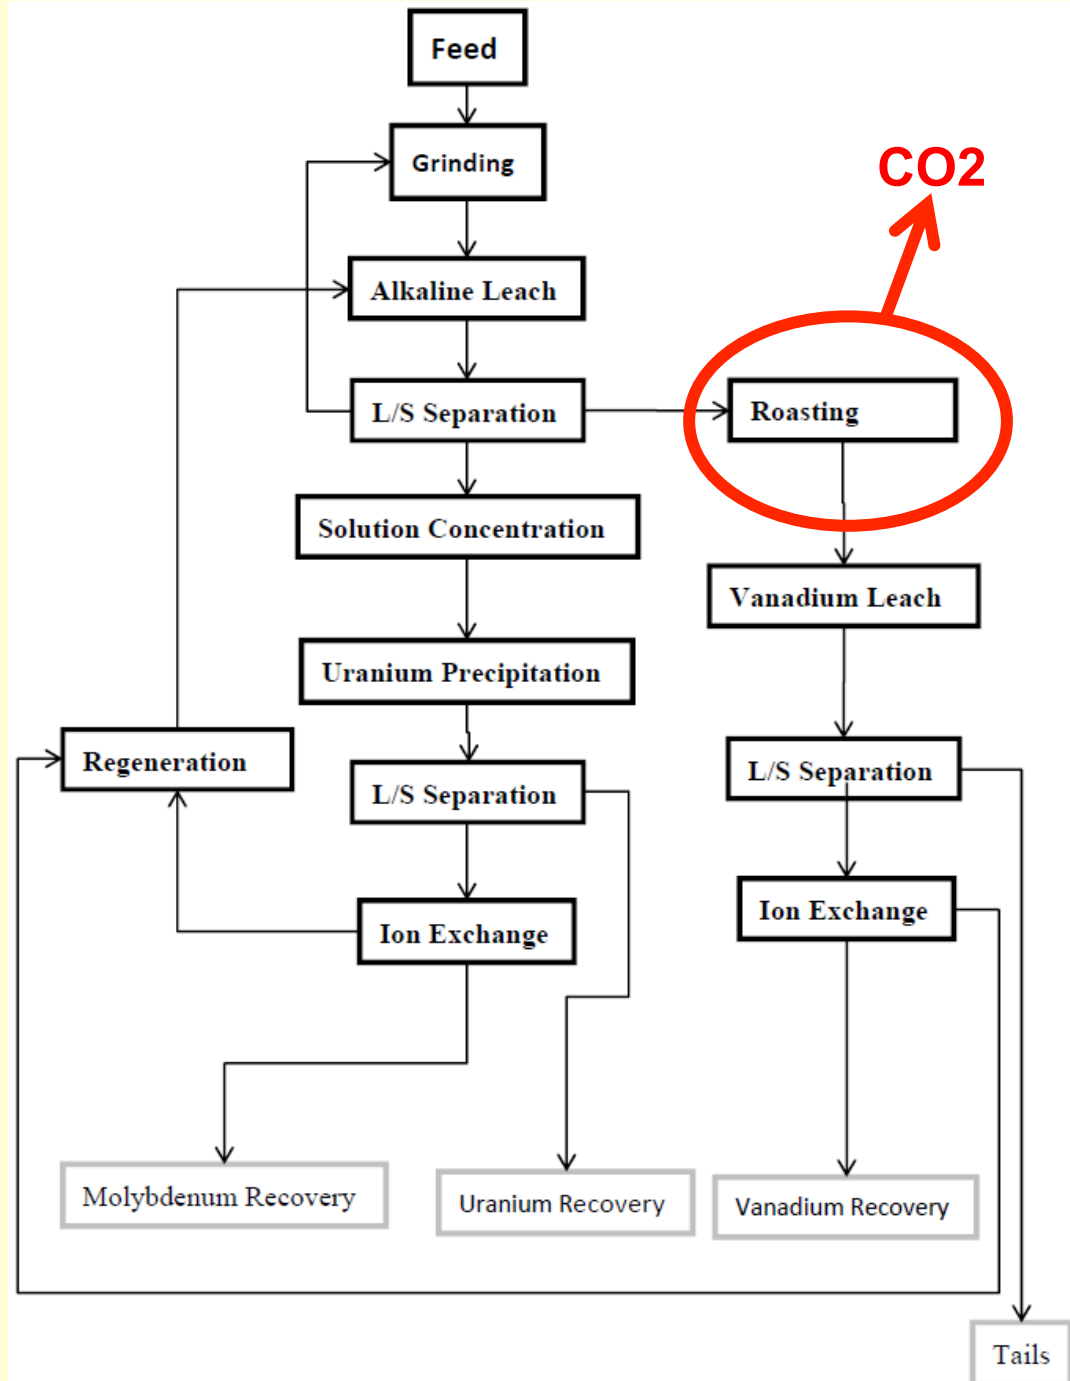 Feed
Grinding
CO2
Alkaline Leach
L/S Separation
Roasting
Solution Concentration
Vanadium Leach
Uranium Precipitation
Regeneration
L/S Separation
L/S Separation
Ion Exchange
Ion Exchange
Molybdenum Recovery
Uranium Recovery
Vanadium Recovery
Tails